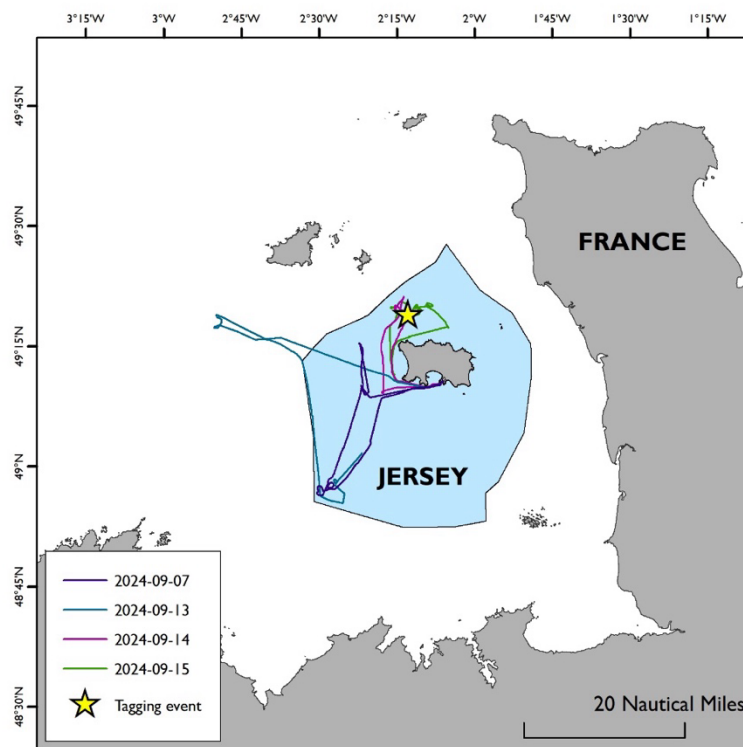 3°15'W 3°W 2°45'W 2°30'W 2°15'W 2°W 1°45'W 1°30'W 1°15'W
49°45'N
49°30'N
49°15'N
49°N
48°45'N
48°30'N
FRANCE
JERSEY
2024-09-07
2024-09-13
2024-09-14
2024-09-15
Tagging event
20 Nautical Miles